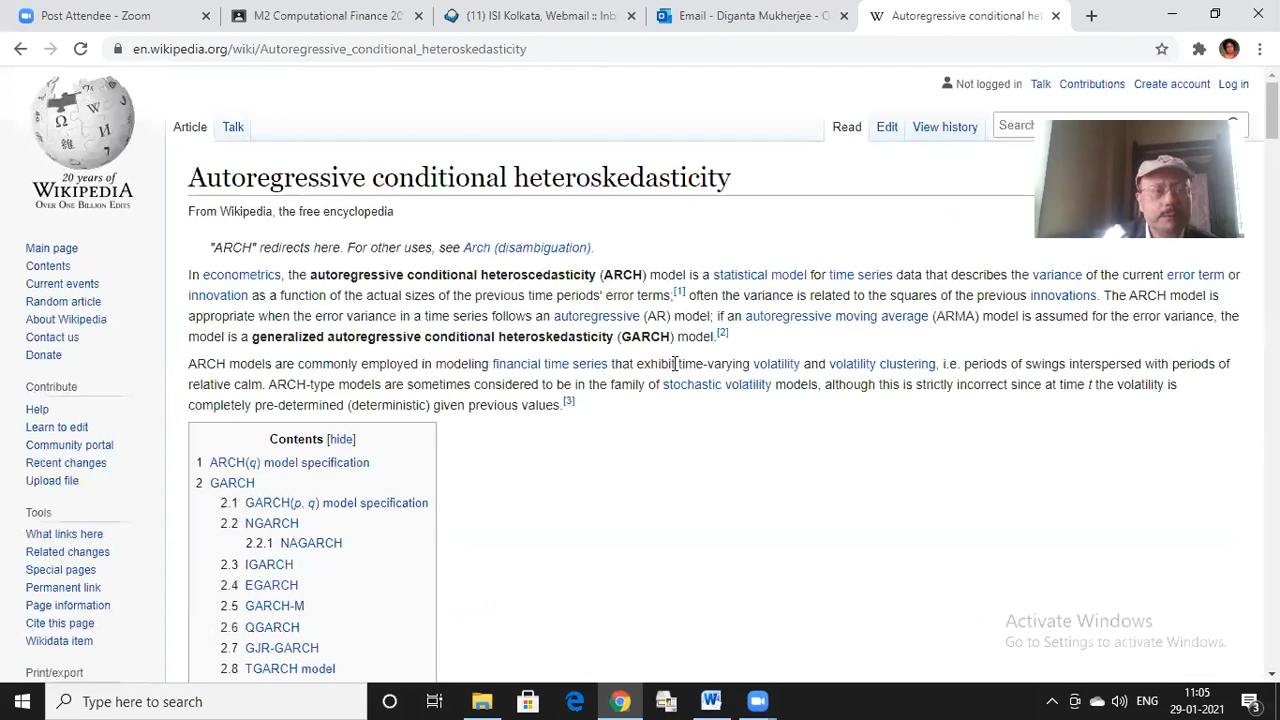 Post Attendee - Zoom
M2 Computational Finance 20
(11) ISI Kolkata, Webmail :: Inb
Email - Diganta Mukherjee - O
Autoregressive conditional het
en.wikipedia.org/wiki/Autoregressive_conditional_heteroskedasticity
Not logged in Talk Contributions Create account Log in
Article Talk Read Edit View history Search
20 years of
WIKIPEDIA
OVER ONE BILLION EDITS
Main page
Contents
Current events
Random article
About Wikipedia
Contact us
Donate
Contribute
Help
Learn to edit
Community portal
Recent changes
Upload file
Tools
What links here
Related changes
Special pages
Permanent link
Page information
Cite this page
Wikidata item
Print/export
Autoregressive conditional heteroskedasticity
From Wikipedia, the free encyclopedia
"ARCH" redirects here. For other uses, see Arch (disambiguation).
In econometrics, the autoregressive conditional heteroscedasticity (ARCH) model is a statistical model for time series data that describes the variance of the current error term or
innovation as a function of the actual sizes of the previous time periods' error terms;[1] often the variance is related to the squares of the previous innovations. The ARCH model is
appropriate when the error variance in a time series follows an autoregressive (AR) model; if an autoregressive moving average (ARMA) model is assumed for the error variance, the
model is a generalized autoregressive conditional heteroskedasticity (GARCH) model.[2]
ARCH models are commonly employed in modeling financial time series that exhibit time-varying volatility and volatility clustering, i.e. periods of swings interspersed with periods of
relative calm. ARCH-type models are sometimes considered to be in the family of stochastic volatility models, although this is strictly incorrect since at time t the volatility is
completely pre-determined (deterministic) given previous values.[3]
Contents [hide]
1 ARCH(q) model specification
2 GARCH
2.1 GARCH(p, q) model specification
2.2 NGARCH
2.2.1 NAGARCH
2.3 IGARCH
2.4 EGARCH
2.5 GARCH-M
2.6 QGARCH
2.7 GJR-GARCH
2.8 TGARCH model
Activate Windows
Go to Settings to activate Windows.
Type here to search
ENG
11:05
29-01-2021
3